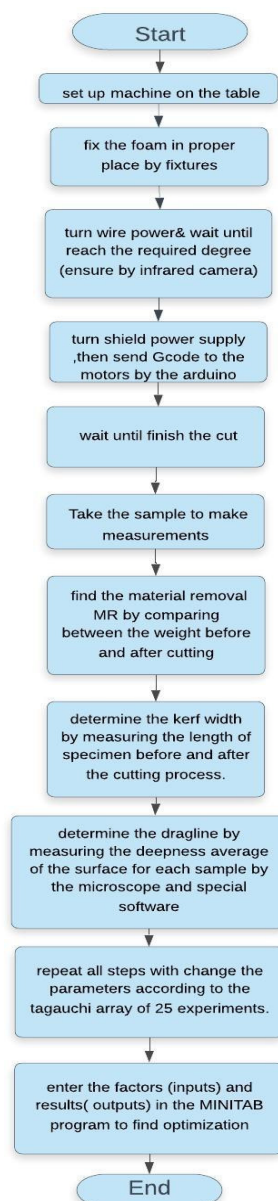 Start
set up machine on the table
fix the foam in proper
place by fixtures
turn wire power& wait until
reach the required degree
(ensure by infrared camera)
turn shield power supply
,then send Gcode to the
motors by the arduino
wait until finish the cut
Take the sample to make
measurements
find the material removal
MR by comparing
between the weight before
and after cutting
determine the kerf width
by measuring the length of
specimen before and after
the cutting process.
determine the dragline by
measuring the deepness average
of the surface for each sample by
the microscope and special
software
repeat all steps with change the
parameters according to the
tagauchi array of 25 experiments.
enter the factors (inputs) and
results( outputs) in the MINITAB
program to find optimization
End